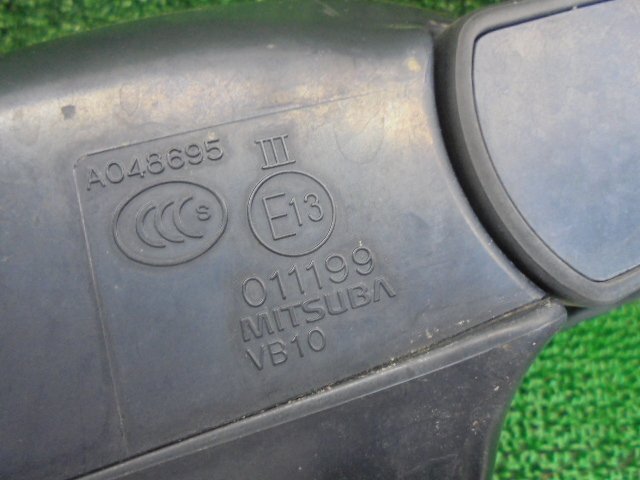 A048695
III
CCC S
E13
011199
MITSUBA
VB10